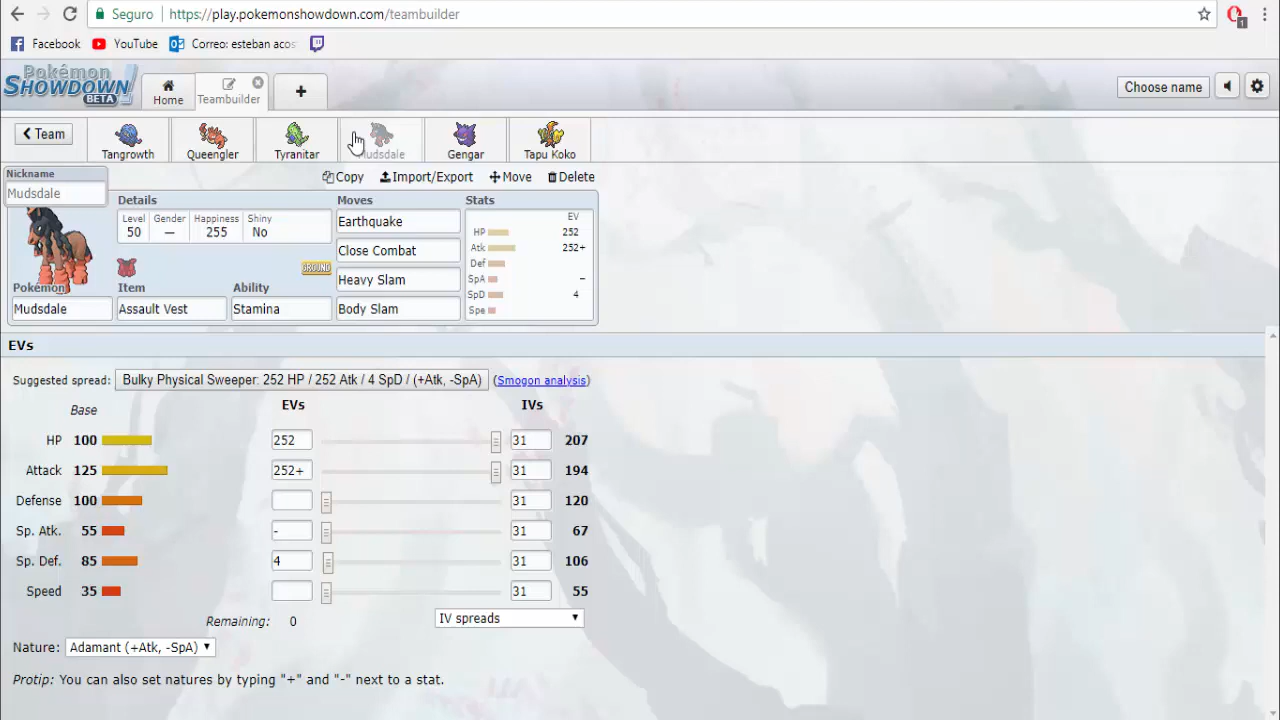 Seguro https://play.pokemonshowdown.com/teambuilder
1
Facebook YouTube Correo: esteban acos
Pokémon
SHOWDOWN!
BETA
Home Teambuilder + Choose name
Team Tangrowth Queengler Tyranitar Mudsdale Gengar Tapu Koko
Nickname Copy Import/Export Move Delete
Mudsdale
Details Moves Stats
Level Gender Happiness Shiny Earthquake EV
50 — 255 No HP 252
Close Combat Atk 252+
GROUND Def
Heavy Slam SpA –
Pokémon Item Ability SpD 4
Mudsdale Assault Vest Stamina Body Slam Spe
EVs
Suggested spread: Bulky Physical Sweeper: 252 HP / 252 Atk / 4 SpD / (+Atk, -SpA) (Smogon analysis)
Base EVs IVs
HP 100 252 31 207
Attack 125 252+ 31 194
Defense 100 31 120
Sp. Atk. 55 - 31 67
Sp. Def. 85 4 31 106
Speed 35 31 55
Remaining: 0 IV spreads
Nature: Adamant (+Atk, -SpA)
Protip: You can also set natures by typing "+" and "-" next to a stat.